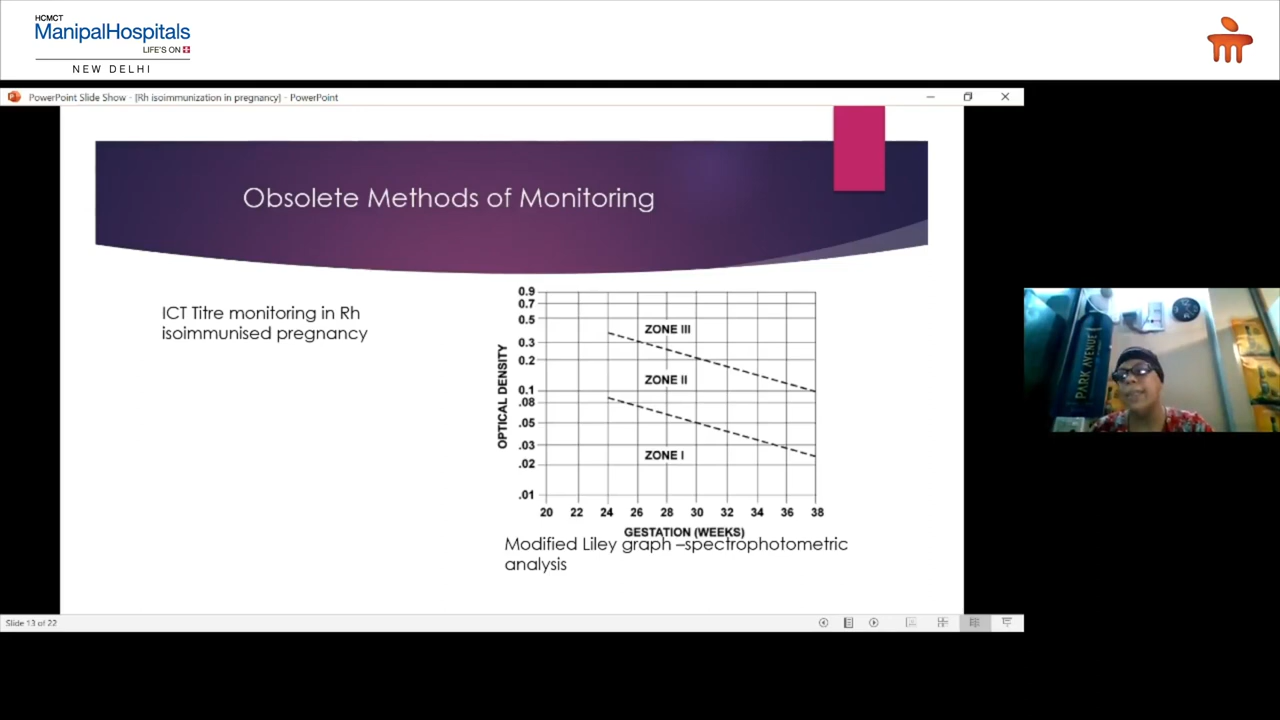 HCMCT
ManipalHospitals
LIFE'S ON
NEW DELHI
PowerPoint Slide Show - [Rh isoimmunization in pregnancy] - PowerPoint
Obsolete Methods of Monitoring
ICT Titre monitoring in Rh
isoimmunised pregnancy
OPTICAL DENSITY
0.9
0.7
0.5
0.3
0.2
0.1
.08
.05
.03
.02
.01
ZONE III
ZONE II
ZONE I
20 22 24 26 28 30 32 34 36 38
GESTATION (WEEKS)
Modified Liley graph –spectrophotometric
analysis
PARK AVENUE
Slide 13 of 22